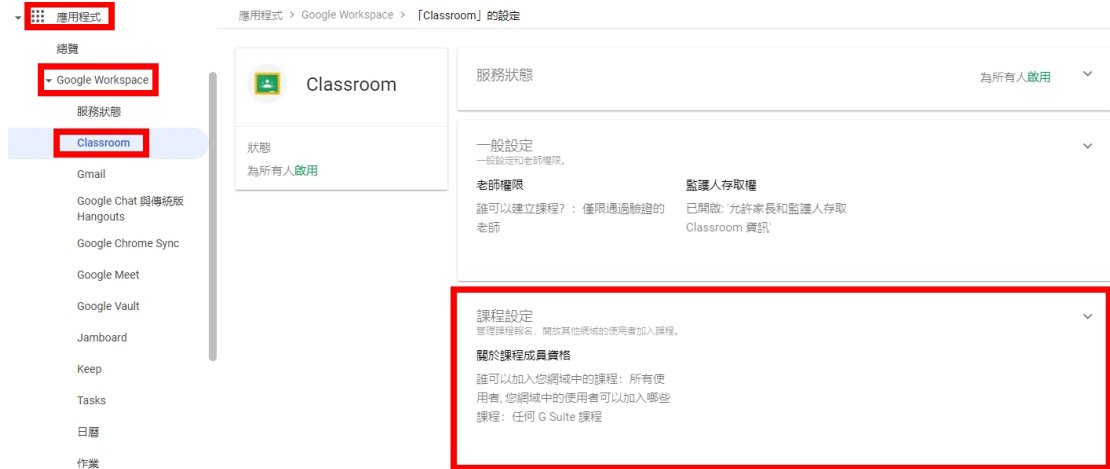 應用程式
總覽
Google Workspace
服務狀態
Classroom
Gmail
Google Chat 與傳統版
Hangouts
Google Chrome Sync
Google Meet
Google Vault
Jamboard
Keep
Tasks
日曆
作業
應用程式 > Google Workspace > 「Classroom」的設定
Classroom
狀態
為所有人啟用
服務狀態
為所有人啟用
一般設定
一般設定和老師權限。
老師權限
誰可以建立課程？：僅限通過驗證的
老師
監護人存取權
已開啟: '允許家長和監護人存取
Classroom 資訊'
課程設定
管理課程報名，開放其他網域的使用者加入課程。
關於課程成員資格
誰可以加入您網域中的課程：所有使
用者, 您網域中的使用者可以加入哪些
課程：任何 G Suite 課程